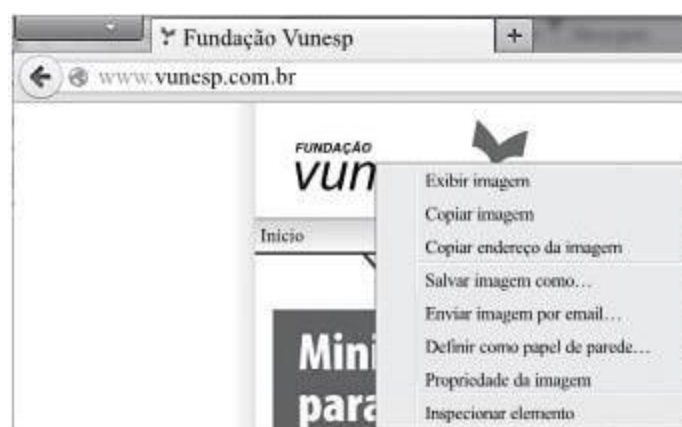 Fundação Vunesp
+
www.vunesp.com.br
FUNDAÇÃO
vun
Exibir imagem
Copiar imagem
Início
Copiar endereço da imagem
Salvar imagem como...
Enviar imagem por email...
Mini
Definir como papel de parede...
Propriedade da imagem
para
Inspecionar elemento